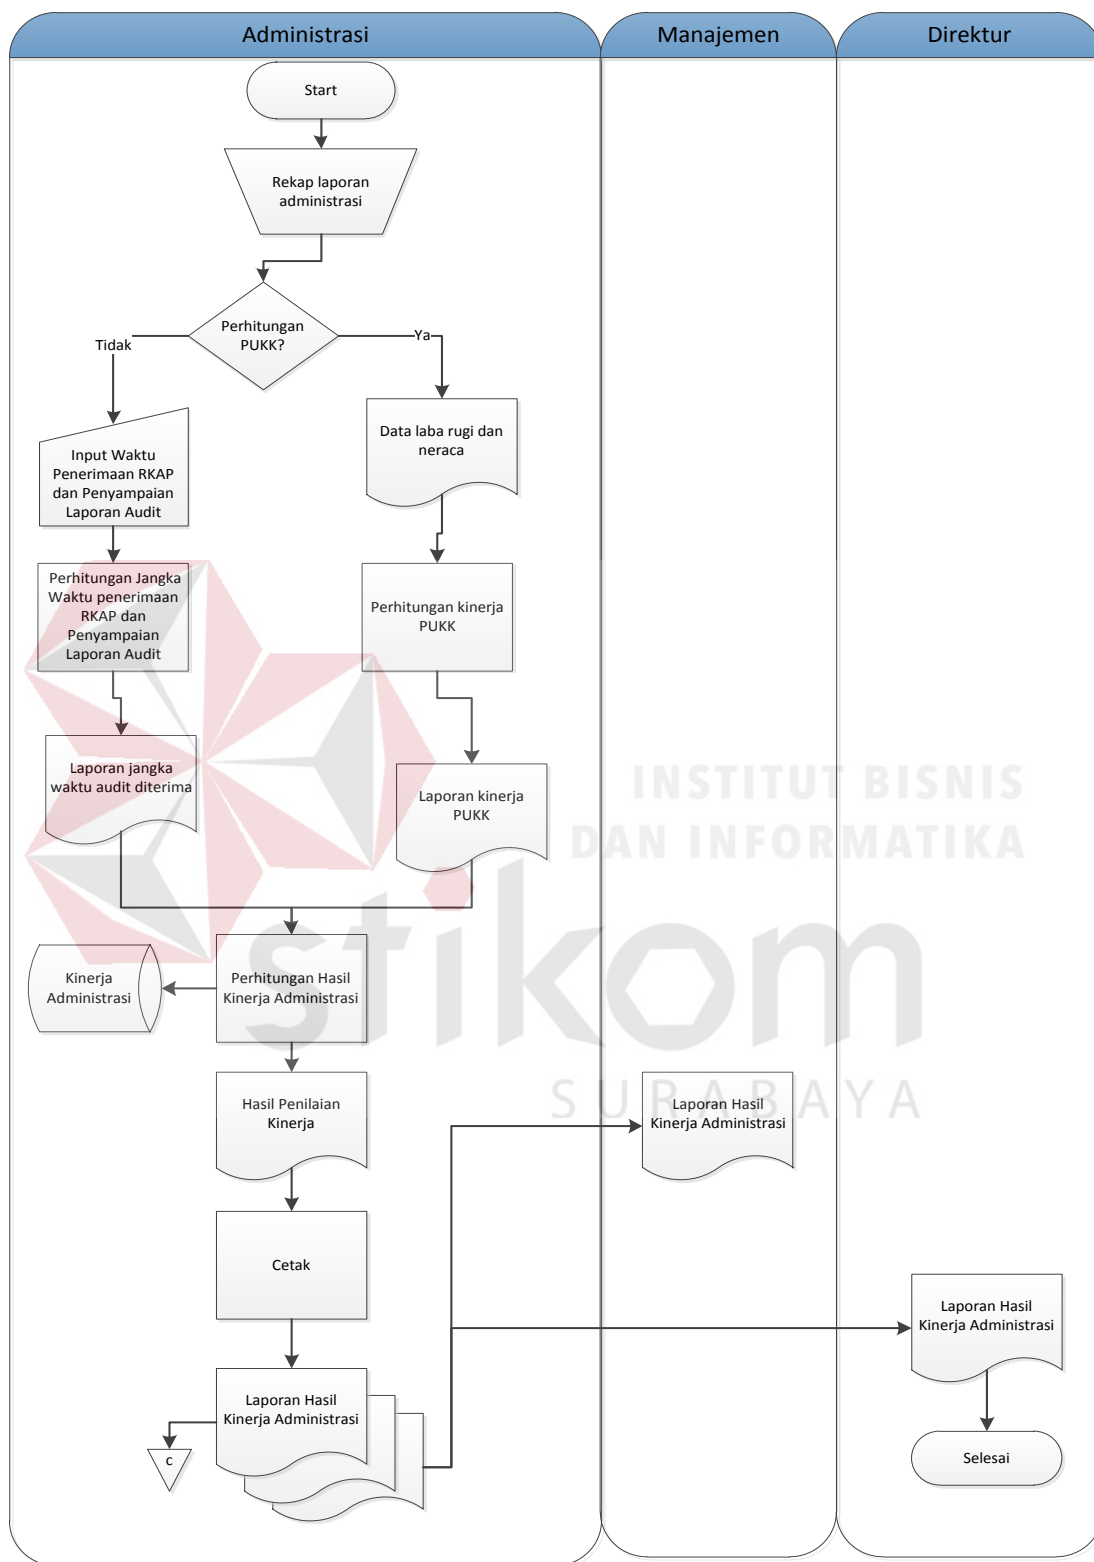 Administrasi
Manajemen
Direktur
Start
Rekap laporan
administrasi
Perhitungan
PUKK?
Tidak
Ya
Input Waktu
Penerimaan RKAP
dan Penyampaian
Laporan Audit
Data laba rugi dan
neraca
Perhitungan Jangka
Waktu penerimaan
RKAP dan
Penyampaian
Laporan Audit
Perhitungan kinerja
PUKK
Laporan jangka
waktu audit diterima
Laporan kinerja
PUKK
INSTITUT BISNIS
DAN INFORMATIKA
stikom
SURABAYA
Kinerja
Administrasi
Perhitungan Hasil
Kinerja Administrasi
Hasil Penilaian
Kinerja
Laporan Hasil
Kinerja Administrasi
Cetak
Laporan Hasil
Kinerja Administrasi
Laporan Hasil
Kinerja Administrasi
c
Selesai